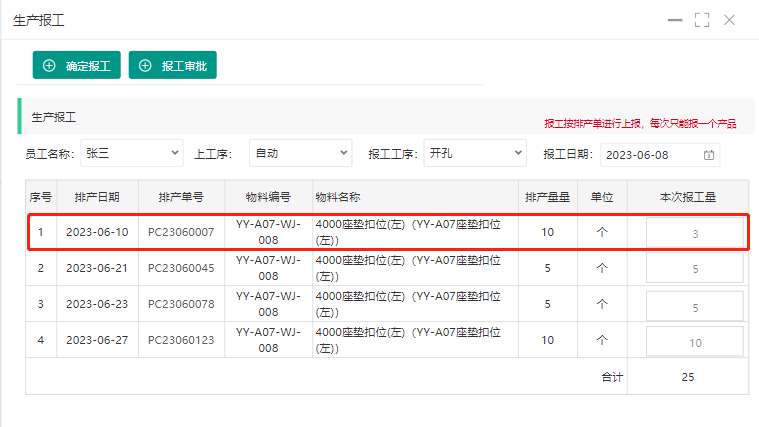 生产报工
确定报工 报工审批
生产报工
报工按排产单进行上报，每次只能报一个产品
员工名称: 张三 上工序: 自动 报工工序: 开孔 报工日期: 2023-06-08
序号 排产日期 排产单号 物料编号 物料名称 排产量量 单位 本次报工量
1 2023-06-10 PC23060007 YY-A07-WJ-008 4000座垫扣位(左)（YY-A07座垫扣位(左)） 10 个 3
2 2023-06-21 PC23060045 YY-A07-WJ-008 4000座垫扣位(左)（YY-A07座垫扣位(左)） 5 个 5
3 2023-06-23 PC23060078 YY-A07-WJ-008 4000座垫扣位(左)（YY-A07座垫扣位(左)） 5 个 5
4 2023-06-27 PC23060123 YY-A07-WJ-008 4000座垫扣位(左)（YY-A07座垫扣位(左)） 10 个 10
合计 25